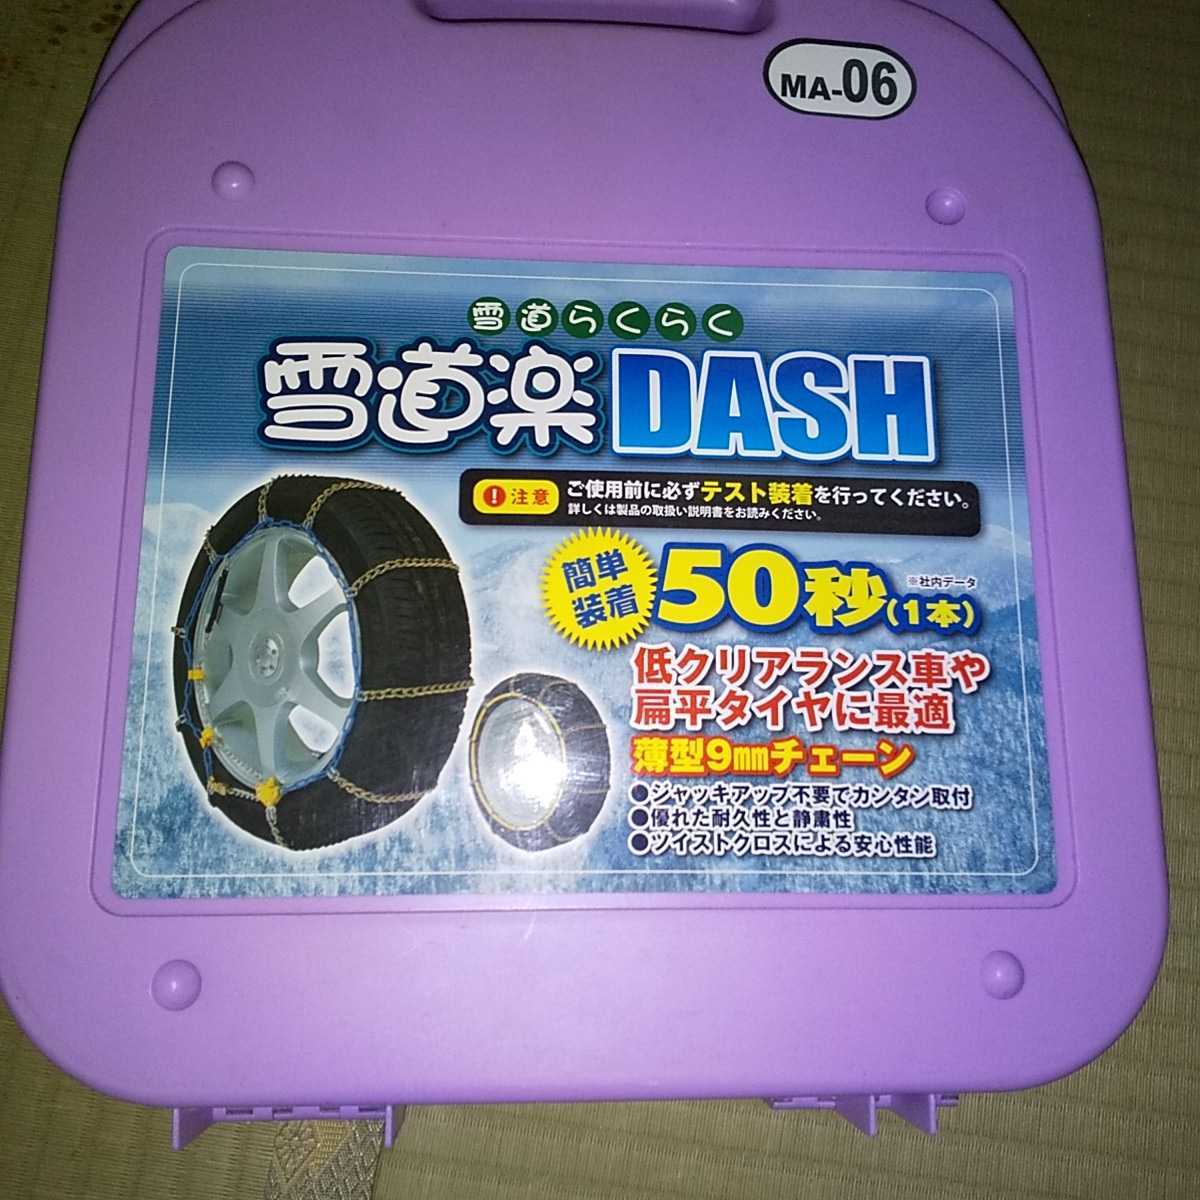 MA-06
雪道らくらく
雪道楽DASH
! 注意 ご使用前に必ずテスト装着を行ってください。
詳しくは製品の取扱い説明書をお読みください。
簡単
装着
50秒(1本)
※社内データ
低クリアランス車や
扁平タイヤに最適
薄型9㎜チェーン
●ジャッキアップ不要でカンタン取付
●優れた耐久性と静粛性
●ツイストクロスによる安心性能